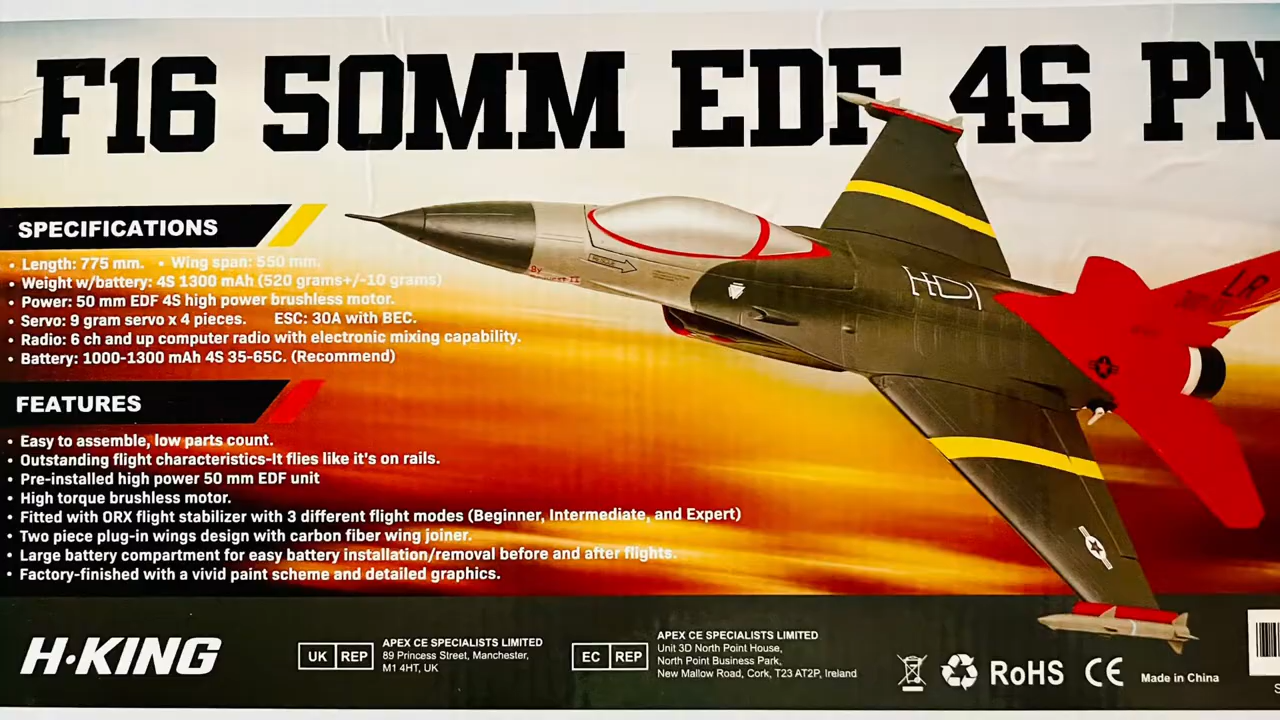 F16 50MM EDF 4S PN
SPECIFICATIONS
• Length: 775 mm. • Wing span: 550 mm.
• Weight w/battery: 4S 1300 mAh (520 grams+/-10 grams)
• Power: 50 mm EDF 4S high power brushless motor.
• Servo: 9 gram servo x 4 pieces. ESC: 30A with BEC.
• Radio: 6 ch and up computer radio with electronic mixing capability.
• Battery: 1000-1300 mAh 4S 35-65C. (Recommend)
FEATURES
• Easy to assemble, low parts count.
• Outstanding flight characteristics-It flies like it's on rails.
• Pre-installed high power 50 mm EDF unit
• High torque brushless motor.
• Fitted with ORX flight stabilizer with 3 different flight modes (Beginner, Intermediate, and Expert)
• Two piece plug-in wings design with carbon fiber wing joiner.
• Large battery compartment for easy battery installation/removal before and after flights.
• Factory-finished with a vivid paint scheme and detailed graphics.
RESCUE
By
HD
LR
H·KING
UK REP
APEX CE SPECIALISTS LIMITED
89 Princess Street, Manchester,
M1 4HT, UK
EC REP
APEX CE SPECIALISTS LIMITED
Unit 3D North Point House,
North Point Business Park,
New Mallow Road, Cork, T23 AT2P, Ireland
RoHS CE
Made in China
S